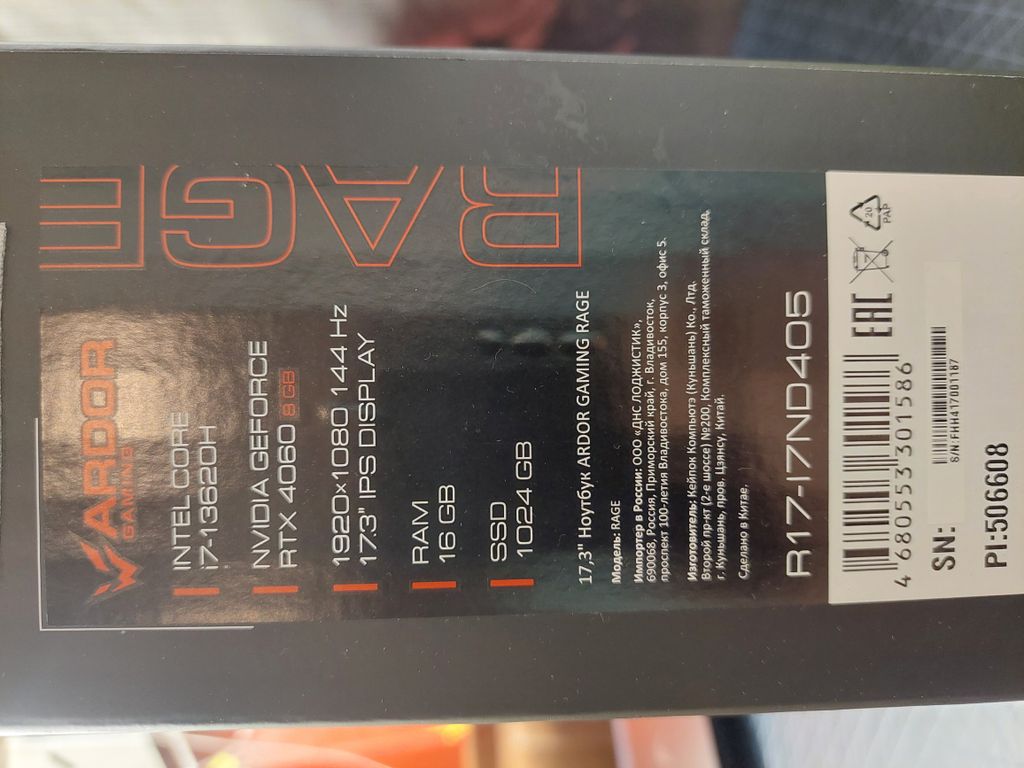 ARDOR
GAMING
RAGE
INTEL CORE
i7-13620H
NVIDIA GEFORCE
RTX 4060 8 GB
1920×1080 144 Hz
17.3" IPS DISPLAY
RAM
16 GB
SSD
1024 GB
17,3" Ноутбук ARDOR GAMING RAGE
Модель: RAGE
Импортер в России: ООО «ДНС ЛОДЖИСТИК»,
690068, Россия, Приморский край, г. Владивосток,
проспект 100-летия Владивостока, дом 155, корпус 3, офис 5.
Изготовитель: Кейпок Компьютэ (Куньшань) Ко., Лтд.
Второй пр-кт (2-е шоссе) №200, Комплексный таможенный склад,
г. Куньшань, пров. Цзянсу, Китай.
Сделано в Китае.
R17-I7ND405
4 680553 301586
EAC
20
PAP
SN:
S/N:FHH417I001187
PI:506608